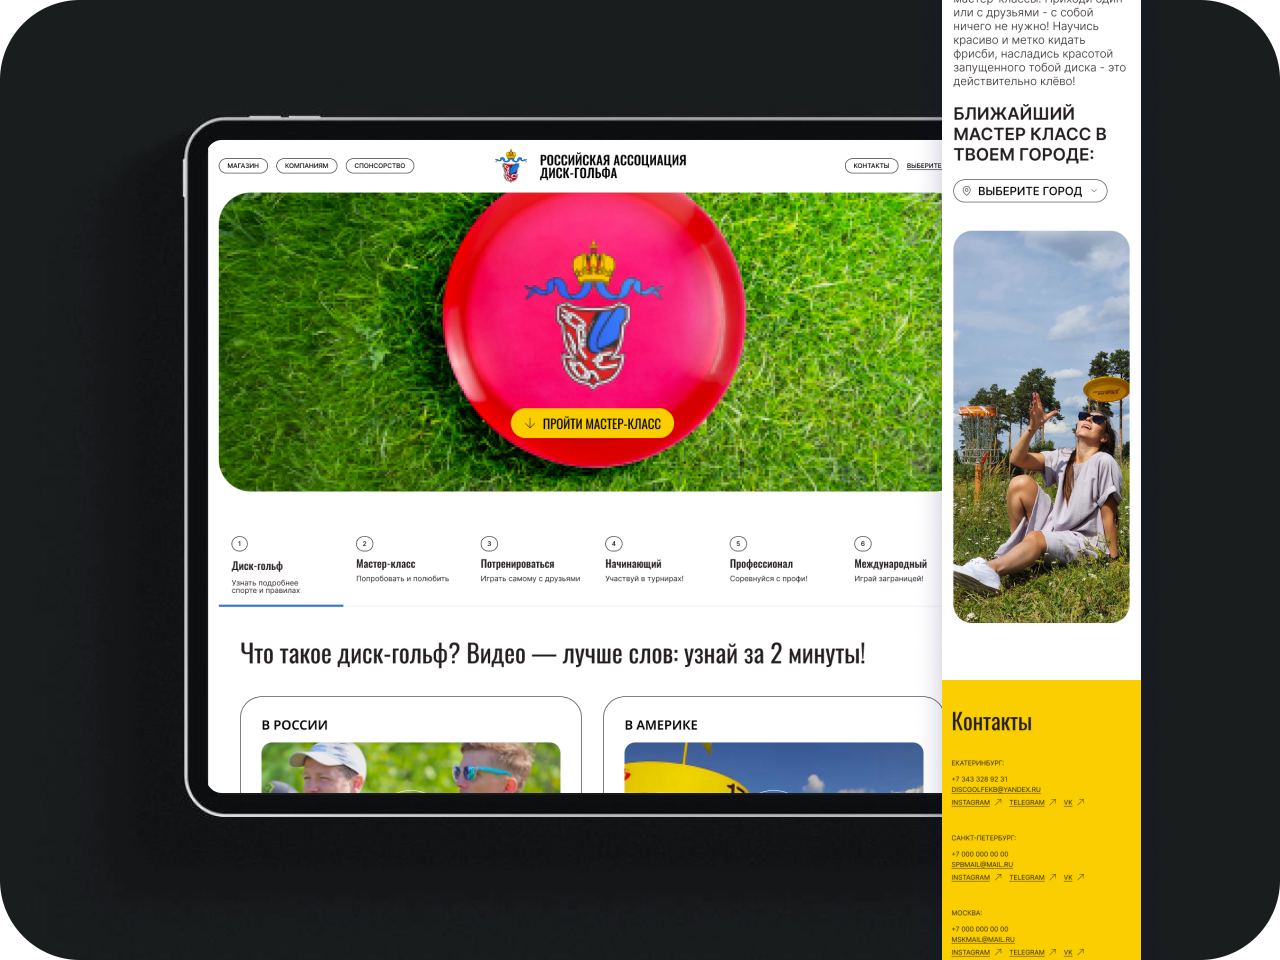 МАГАЗИН
КОМПАНИЯМ
СПОНСОРСТВО
РОССИЙСКАЯ АССОЦИАЦИЯ
ДИСК-ГОЛЬФА
КОНТАКТЫ
ВЫБЕРИТЕ
ПРОЙТИ МАСТЕР-КЛАСС
1
Диск-гольф
Узнать подробнее
спорте и правилах
2
Мастер-класс
Попробовать и полюбить
3
Потренироваться
Играть самому с друзьями
4
Начинающий
Участвуй в турнирах!
5
Профессионал
Соревнуйся с профи!
6
Международный
Играй заграницей!
Что такое диск-гольф? Видео — лучше слов: узнай за 2 минуты!
В РОССИИ
В АМЕРИКЕ
мастер-классы! Приходи один
или с друзьями - с собой
ничего не нужно! Научись
красиво и метко кидать
фрисби, насладись красотой
запущенного тобой диска - это
действительно клёво!
БЛИЖАЙШИЙ
МАСТЕР КЛАСС В
ТВОЕМ ГОРОДЕ:
ВЫБЕРИТЕ ГОРОД
Контакты
ЕКАТЕРИНБУРГ:
+7 343 328 92 31
DISCGOLFEKB@YANDEX.RU
INSTAGRAM TELEGRAM VK
САНКТ-ПЕТЕРБУРГ:
+7 000 000 00 00
SPBMAIL@MAIL.RU
INSTAGRAM TELEGRAM VK
МОСКВА:
+7 000 000 00 00
MSKMAIL@MAIL.RU
INSTAGRAM TELEGRAM VK